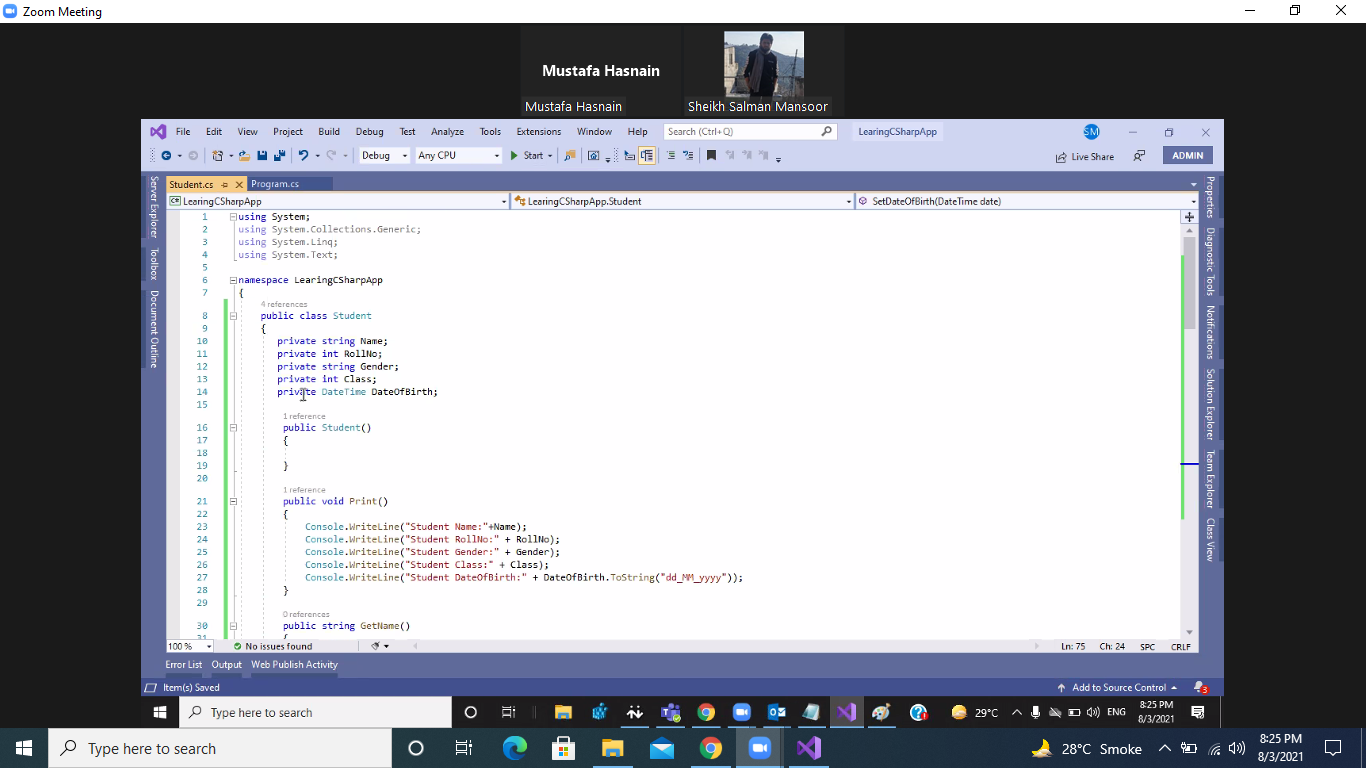 Zoom Meeting
Mustafa Hasnain
Mustafa Hasnain
Sheikh Salman Mansoor
File Edit View Project Build Debug Test Analyze Tools Extensions Window Help Search (Ctrl+Q) LearingCSharpApp SM
Debug Any CPU Start Live Share ADMIN
Student.cs Program.cs
C# LearingCSharpApp LearingCSharpApp.Student SetDateOfBirth(DateTime date)
Server Explorer
Toolbox
Document Outline
1 using System;
2 using System.Collections.Generic;
3 using System.Linq;
4 using System.Text;
5
6 namespace LearingCSharpApp
7 {
4 references
8 public class Student
9 {
10 private string Name;
11 private int RollNo;
12 private string Gender;
13 private int Class;
14 private DateTime DateOfBirth;
15
1 reference
16 public Student()
17 {
18
19 }
20
1 reference
21 public void Print()
22 {
23 Console.WriteLine("Student Name:"+Name);
24 Console.WriteLine("Student RollNo:" + RollNo);
25 Console.WriteLine("Student Gender:" + Gender);
26 Console.WriteLine("Student Class:" + Class);
27 Console.WriteLine("Student DateOfBirth:" + DateOfBirth.ToString("dd_MM_yyyy"));
28 }
29
0 references
30 public string GetName()
31 {
Properties
Diagnostic Tools
Notifications
Solution Explorer
Team Explorer
Class View
100 % No issues found Ln: 75 Ch: 24 SPC CRLF
Error List Output Web Publish Activity
Item(s) Saved Add to Source Control 3
Type here to search 29°C ENG 8:25 PM
8/3/2021
Type here to search 28°C Smoke 8:25 PM
8/3/2021